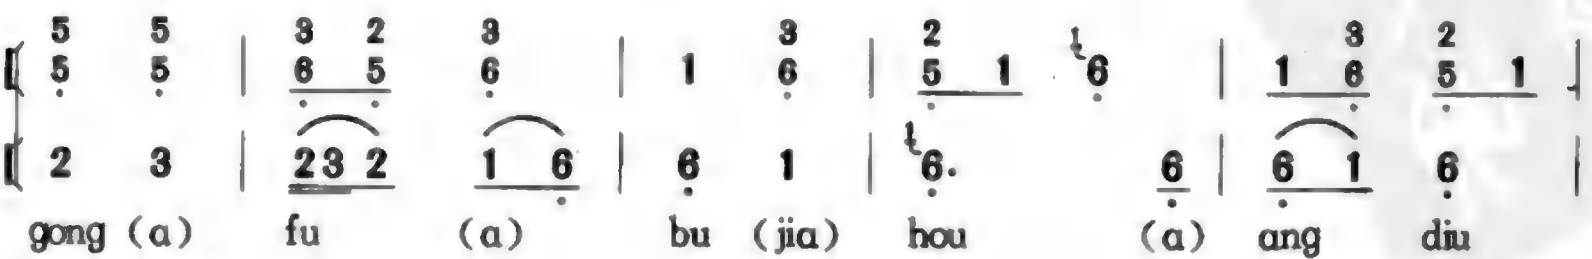 5 5 | 3 2 3 | 3 | 2 | 3 2
5 5 | 6 5 6 | 1 6 | 5 1 6 | 1 6 5 1
2 3 | 2 3 2 1 6 | 6 1 | 6. 6 | 6 1 6 |
gong (a) fu (a) bu (jia) hou (a) ang diu